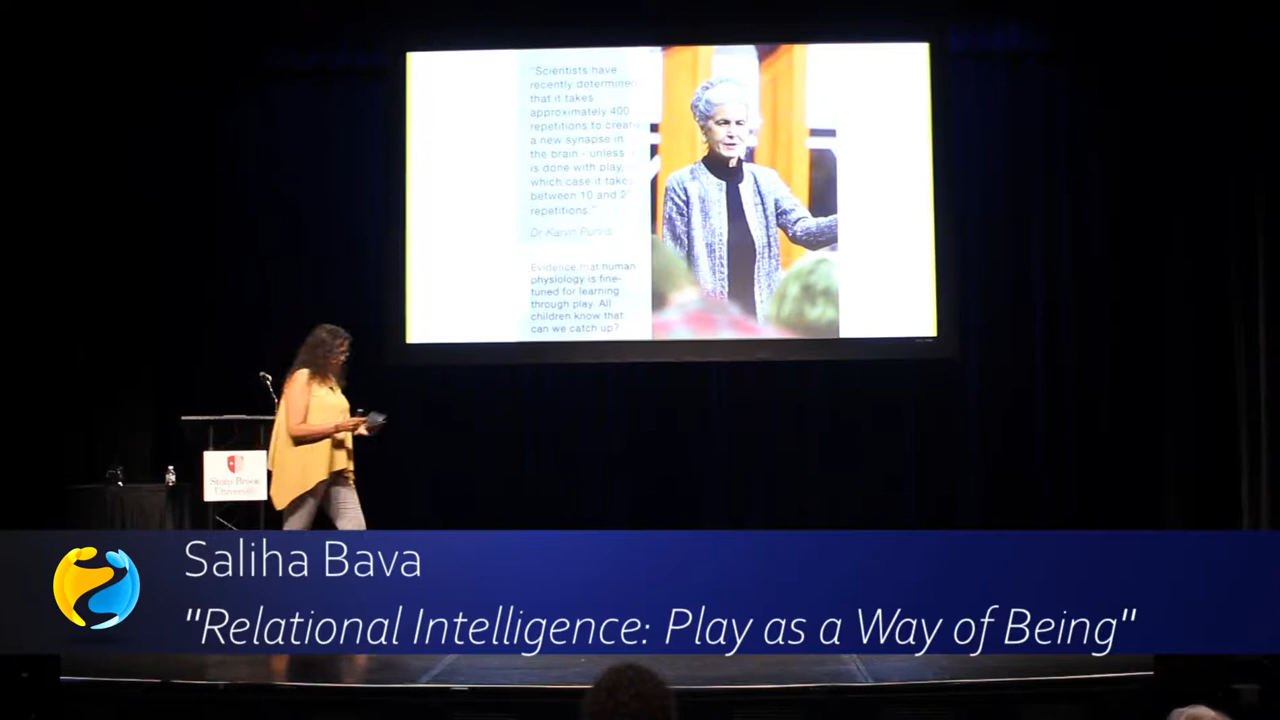 "Scientists have
recently determined
that it takes
approximately 400
repetitions to create
a new synapse in
the brain - unless
is done with play,
which case it takes
between 10 and
repetitions."
Dr Karyn Purvis
Evidence that human
physiology is fine-
tuned for learning
through play. All
children know that
can we catch up?
Stony Brook
University
Saliha Bava
"Relational Intelligence: Play as a Way of Being"